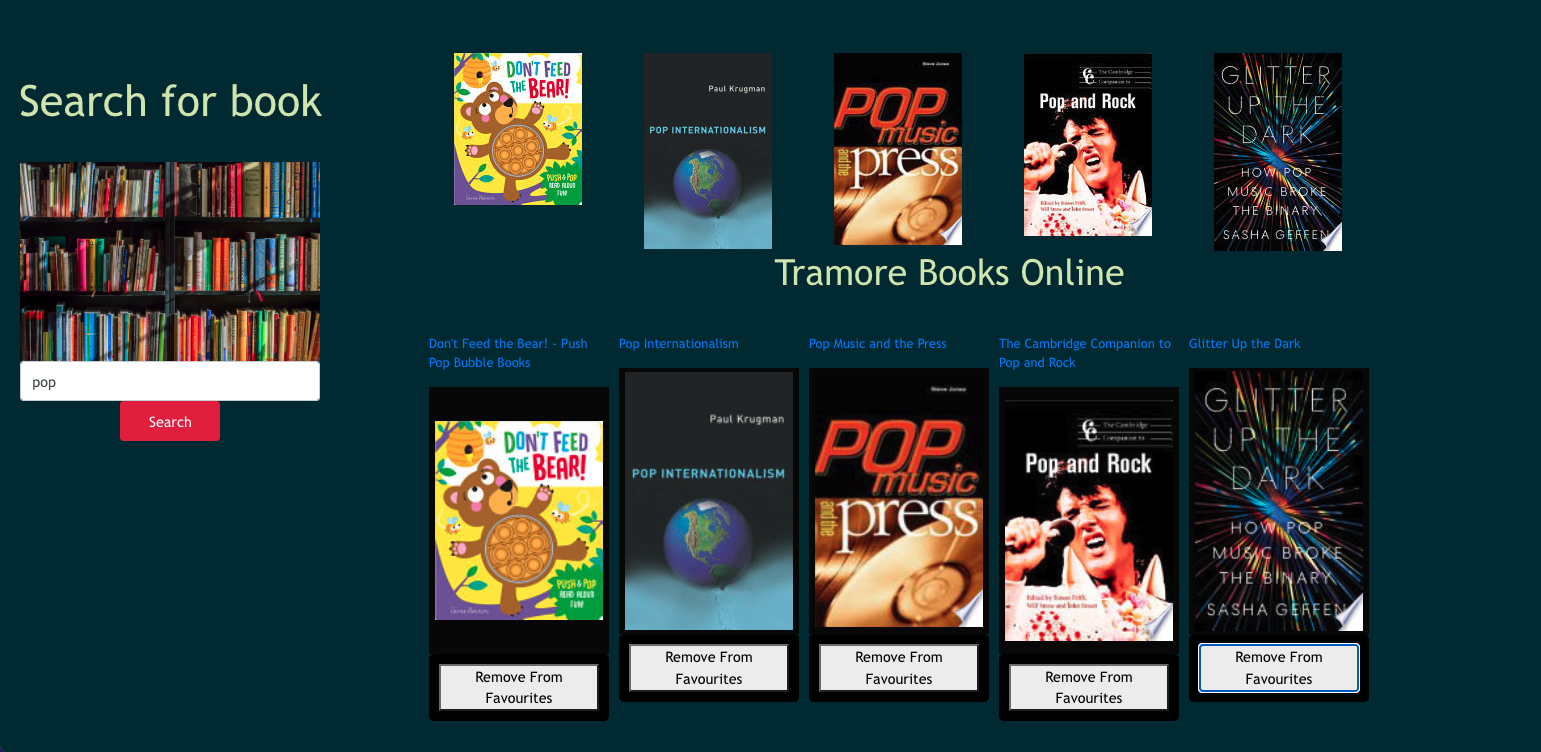 Search for book
pop
Search
DON'T FEED
THE BEAR!
PUSH & POP
READ ALOUD
FUN!
Paul Krugman
POP INTERNATIONALISM
Steve Jones
POP
music
and the
press
CC
The Cambridge
Companion to
Pop and Rock
Edited by Simon Frith,
Will Straw and John Street
GLITTER
UP THE
DARK
HOW POP
MUSIC BROKE
THE BINARY
SASHA GEFFEN
Tramore Books Online
Don't Feed the Bear! - Push
Pop Bubble Books
Pop Internationalism
Pop Music and the Press
The Cambridge Companion to
Pop and Rock
Glitter Up the Dark
DON'T FEED
THE BEAR!
PUSH & POP
READ ALOUD
FUN!
Remove From
Favourites
Paul Krugman
POP INTERNATIONALISM
Remove From
Favourites
Steve Jones
POP
music
and the
press
Remove From
Favourites
CC
The Cambridge
Companion to
Pop and Rock
Edited by Simon Frith,
Will Straw and John Street
Remove From
Favourites
GLITTER
UP THE
DARK
HOW POP
MUSIC BROKE
THE BINARY
SASHA GEFFEN
Remove From
Favourites